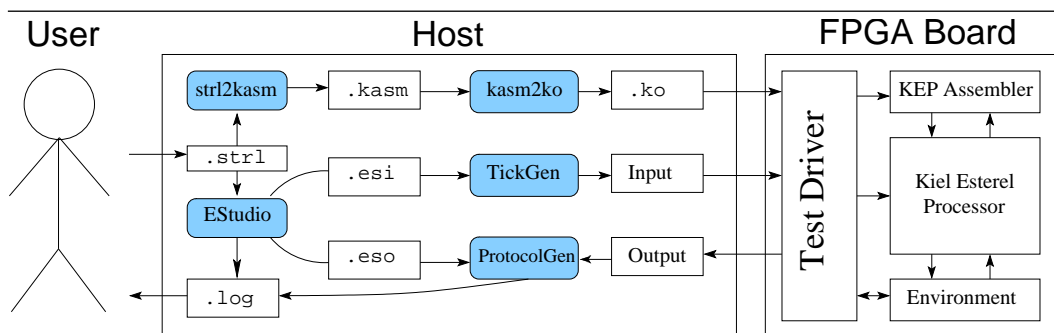 User
Host
FPGA Board
strl2kasm
.kasm
kasm2ko
.ko
KEP Assembler
.strl
.esi
TickGen
Input
Test Driver
Kiel Esterel
Processor
EStudio
.eso
ProtocolGen
Output
.log
Environment